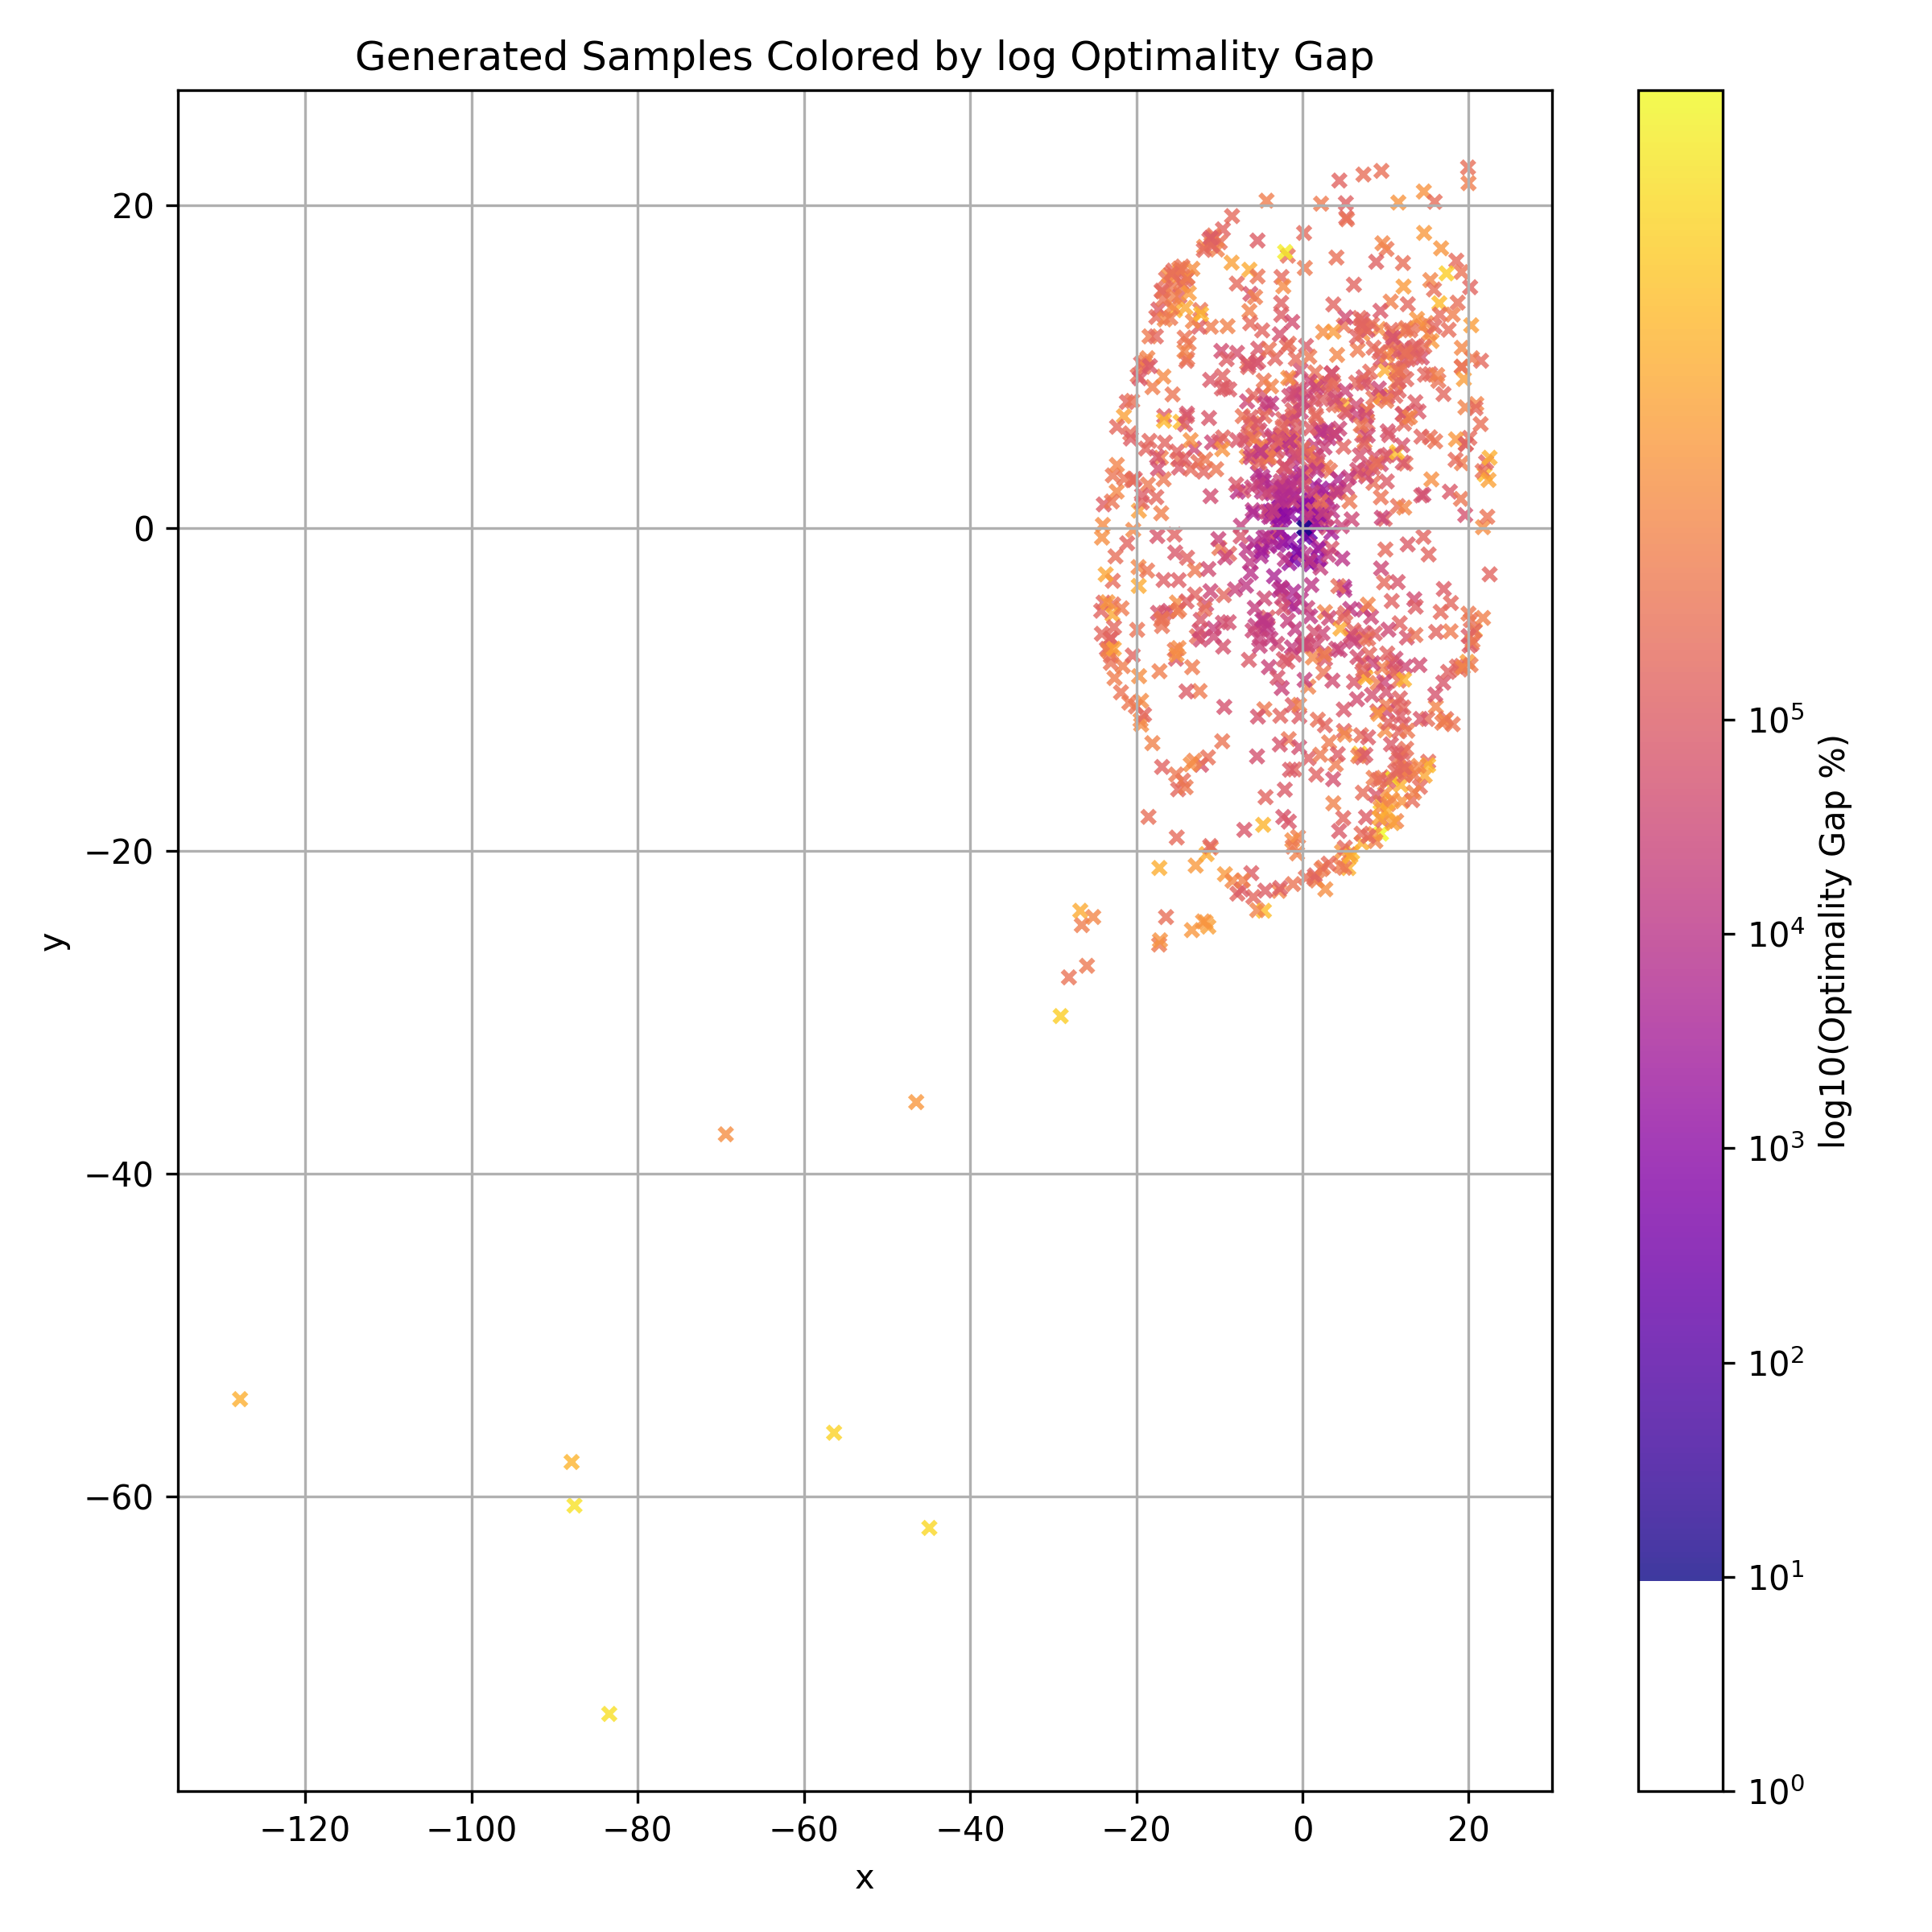 Generated Samples Colored by log Optimality Gap
20
0
−20
−40
−60
y
−120 −100 −80 −60 −40 −20 0 20
x
10⁵
10⁴
10³
10²
10¹
10⁰
log10(Optimality Gap %)